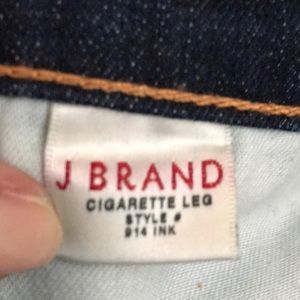 J BRAND
CIGARETTE LEG
STYLE #
914 INK